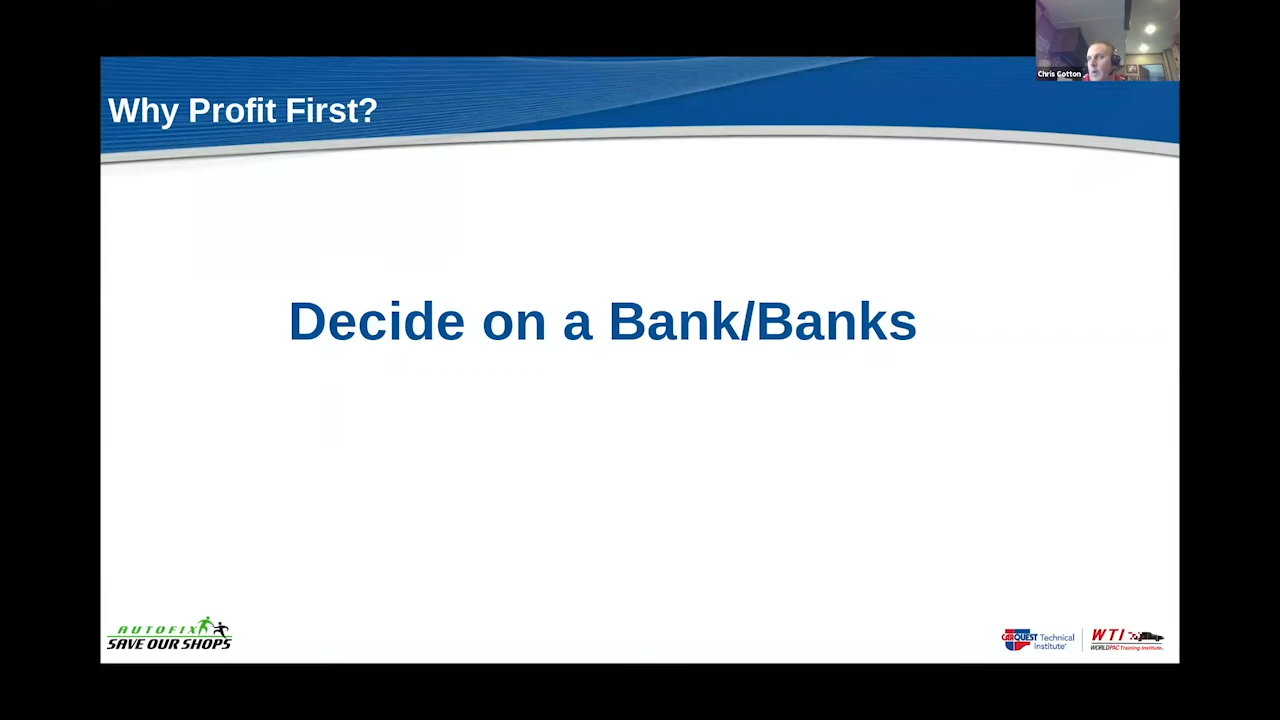 Chris Cotton
Why Profit First?
Decide on a Bank/Banks
AUTOFIX
SAVE OUR SHOPS
CARQUEST Technical
Institute
WTI
WORLDPAC Training Institute